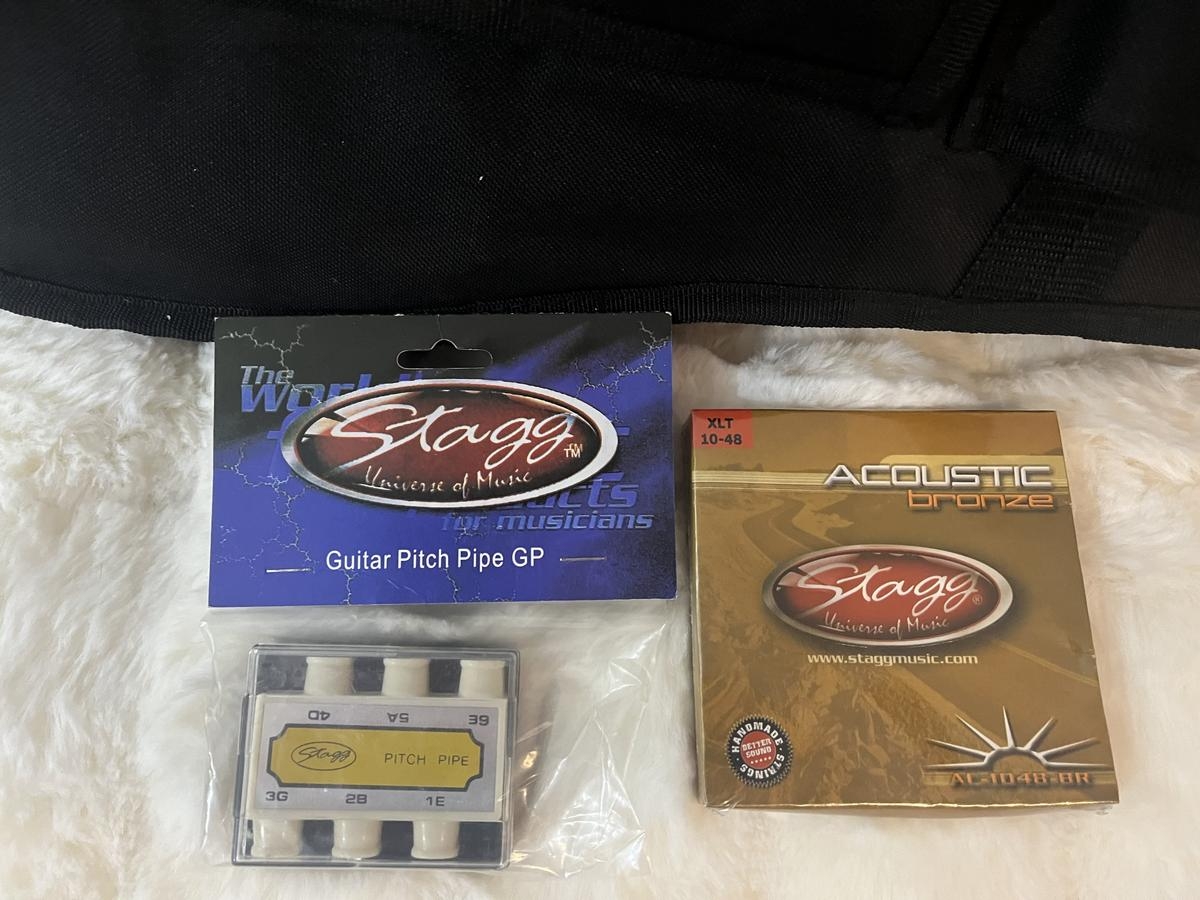 The
World's
Stagg
TM
Universe of Music
for musicians
Guitar Pitch Pipe GP
4D 5A 6E
Stagg PITCH PIPE
3G 2B 1E
XLT
10-48
ACOUSTIC
bronze
Stagg®
Universe of Music
www.staggmusic.com
HANDMADE STRINGS
BETTER
SOUND
AC-1048-BR